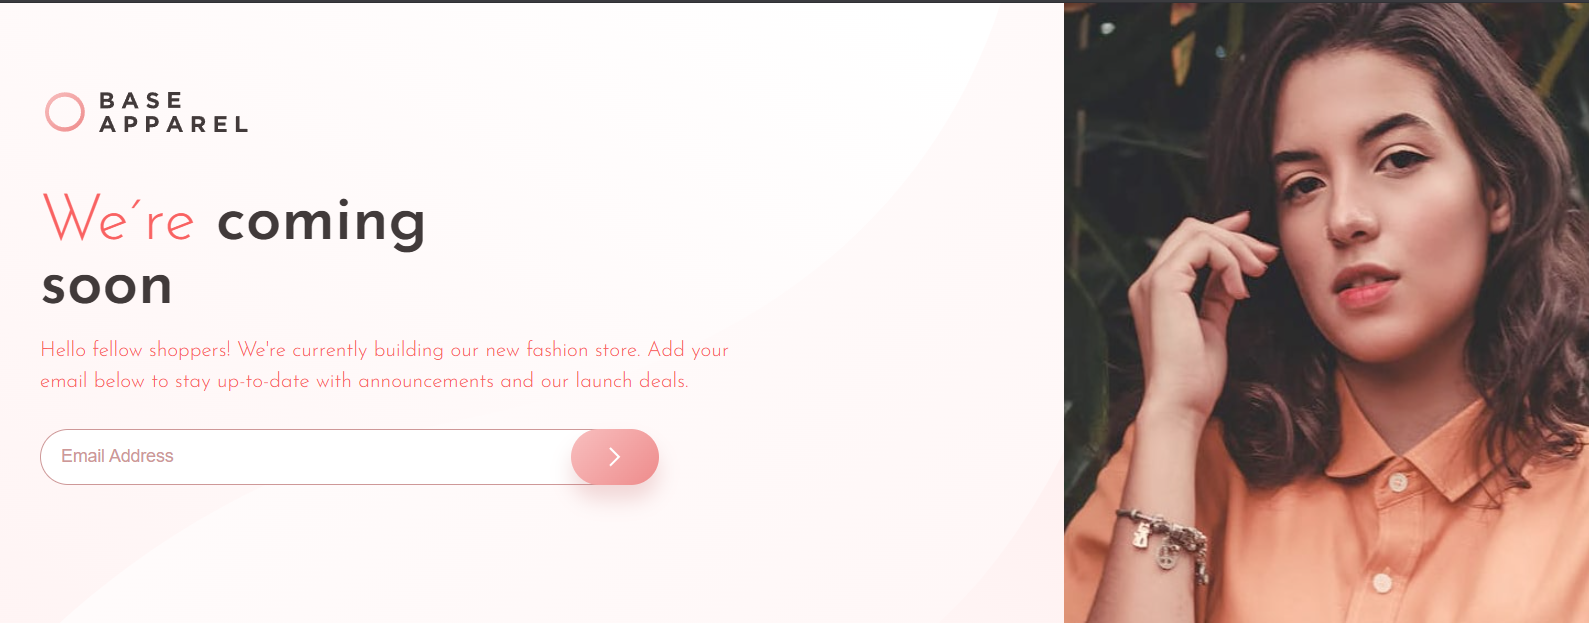 BASE
APPAREL
We´re coming
soon
Hello fellow shoppers! We're currently building our new fashion store. Add your
email below to stay up-to-date with announcements and our launch deals.
Email Address